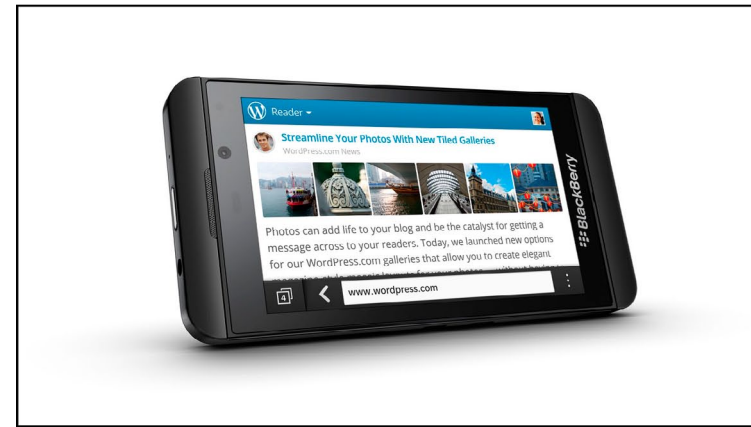 Reader
Streamline Your Photos With New Tiled Galleries
WordPress.com News
Photos can add life to your blog and be the catalyst for getting a
message across to your readers. Today, we launched new options
for our WordPress.com galleries that allow you to create elegant
4
www.wordpress.com
BlackBerry